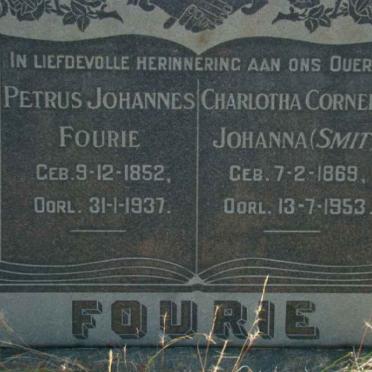 IN LIEFDEVOLLE HERINNERING AAN ONS OUER
PETRUS JOHANNES
FOURIE
GEB. 9-12-1852,
OORL. 31-1-1937.
CHARLOTHA CORNE
JOHANNA (SMIT
GEB. 7-2-1869,
OORL. 13-7-1953.
FOURIE